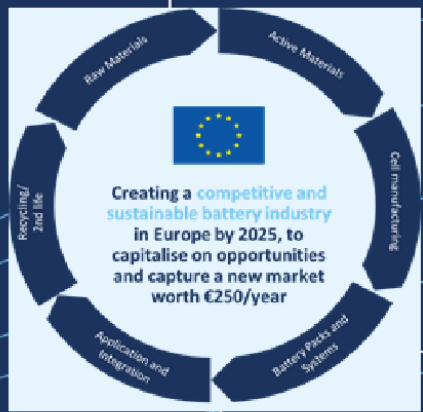 Raw Materials
Active Materials
Cell manufacturing
Battery Packs and
Systems
Application and
Integration
Recycling/
2nd life
Creating a competitive and
sustainable battery industry
in Europe by 2025, to
capitalise on opportunities
and capture a new market
worth €250/year